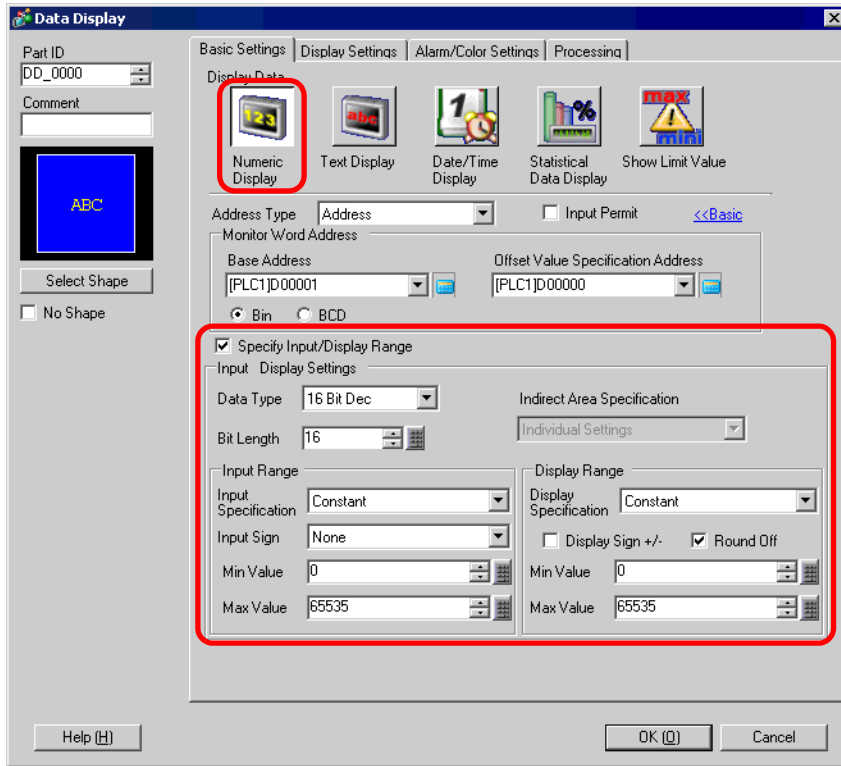 Data Display
Part ID
DD_0000
Comment
ABC
Select Shape
No Shape
Basic Settings Display Settings Alarm/Color Settings Processing
Display Data
123 abc 1 % max mini
Numeric Display
Text Display
Date/Time Display
Statistical Data Display
Show Limit Value
Address Type Address Input Permit <<Basic
Monitor Word Address
Base Address Offset Value Specification Address
[PLC1]D00001 [PLC1]D00000
Bin BCD
Specify Input/Display Range
Input Display Settings
Data Type 16 Bit Dec Indirect Area Specification
Bit Length 16 Individual Settings
Input Range Display Range
Input Specification Constant Display Specification Constant
Input Sign None Display Sign +/- Round Off
Min Value 0 Min Value 0
Max Value 65535 Max Value 65535
Help (H) OK (O) Cancel